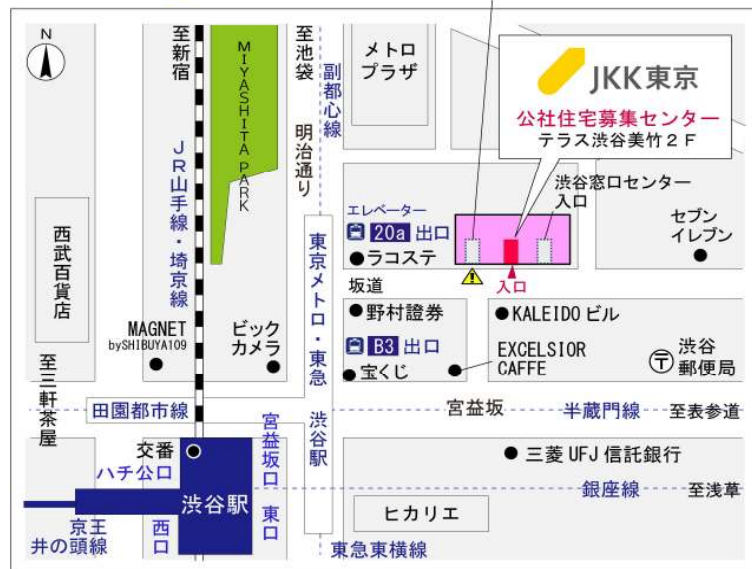 N
至新宿
MIYASHITA PARK
至池袋
明治通り
副都心線
メトロ
プラザ
JKK東京
公社住宅募集センター
テラス渋谷美竹2F
渋谷窓口センター
入口
JR山手線・埼京線
西武百貨店
エレベーター
20a 出口
ラコステ
入口
セブン
イレブン
坂道
東京メトロ・東急
渋谷駅
野村證券
KALEIDO ビル
MAGNET
bySHIBUYA109
ビック
カメラ
B3 出口
宝くじ
EXCELSIOR
CAFFE
〒
渋谷
郵便局
至三軒茶屋
田園都市線
宮益坂
半蔵門線
至表参道
交番
ハチ公口
宮益坂口
三菱 UFJ 信託銀行
渋谷駅
銀座線
至浅草
京王
井の頭線
西口
東口
ヒカリエ
東急東横線